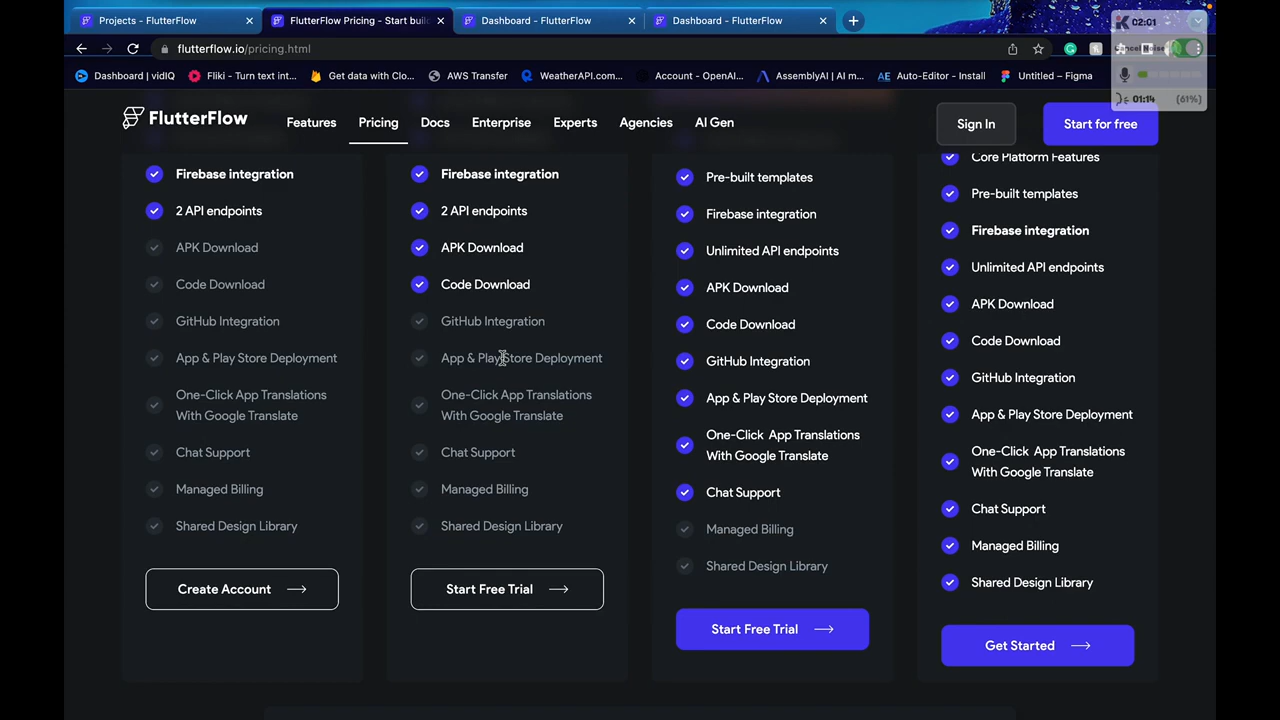 Projects - FlutterFlow
FlutterFlow Pricing - Start buil
Dashboard - FlutterFlow
Dashboard - FlutterFlow
02:01
flutterflow.io/pricing.html
Cancel Noise
Dashboard | vidIQ
Fliki - Turn text int...
Get data with Clo...
AWS Transfer
WeatherAPI.com...
Account - OpenAI...
AssemblyAI | AI m...
Auto-Editor - Install
Untitled – Figma
01:14 (61%)
FlutterFlow
Features
Pricing
Docs
Enterprise
Experts
Agencies
AI Gen
Sign In
Start for free
Firebase integration
2 API endpoints
APK Download
Code Download
GitHub Integration
App & Play Store Deployment
One-Click App Translations
With Google Translate
Chat Support
Managed Billing
Shared Design Library
Create Account
Firebase integration
2 API endpoints
APK Download
Code Download
GitHub Integration
App & Play Store Deployment
One-Click App Translations
With Google Translate
Chat Support
Managed Billing
Shared Design Library
Start Free Trial
Pre-built templates
Firebase integration
Unlimited API endpoints
APK Download
Code Download
GitHub Integration
App & Play Store Deployment
One-Click App Translations
With Google Translate
Chat Support
Managed Billing
Shared Design Library
Start Free Trial
Core Platform Features
Pre-built templates
Firebase integration
Unlimited API endpoints
APK Download
Code Download
GitHub Integration
App & Play Store Deployment
One-Click App Translations
With Google Translate
Chat Support
Managed Billing
Shared Design Library
Get Started